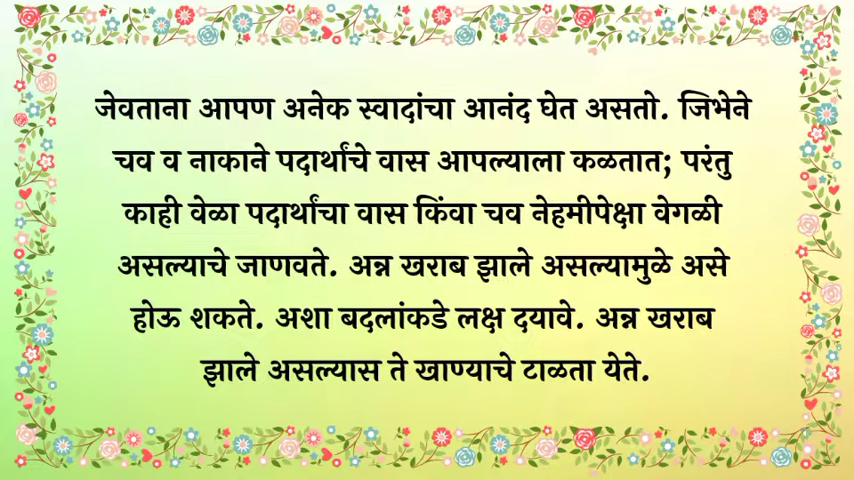 जेवताना आपण अनेक स्वादांचा आनंद घेत असतो. जिभेने
चव व नाकाने पदार्थांचे वास आपल्याला कळतात; परंतु
काही वेळा पदार्थांचा वास किंवा चव नेहमीपेक्षा वेगळी
असल्याचे जाणवते. अन्न खराब झाले असल्यामुळे असे
होऊ शकते. अशा बदलांकडे लक्ष दयावे. अन्न खराब
झाले असल्यास ते खाण्याचे टाळता येते.